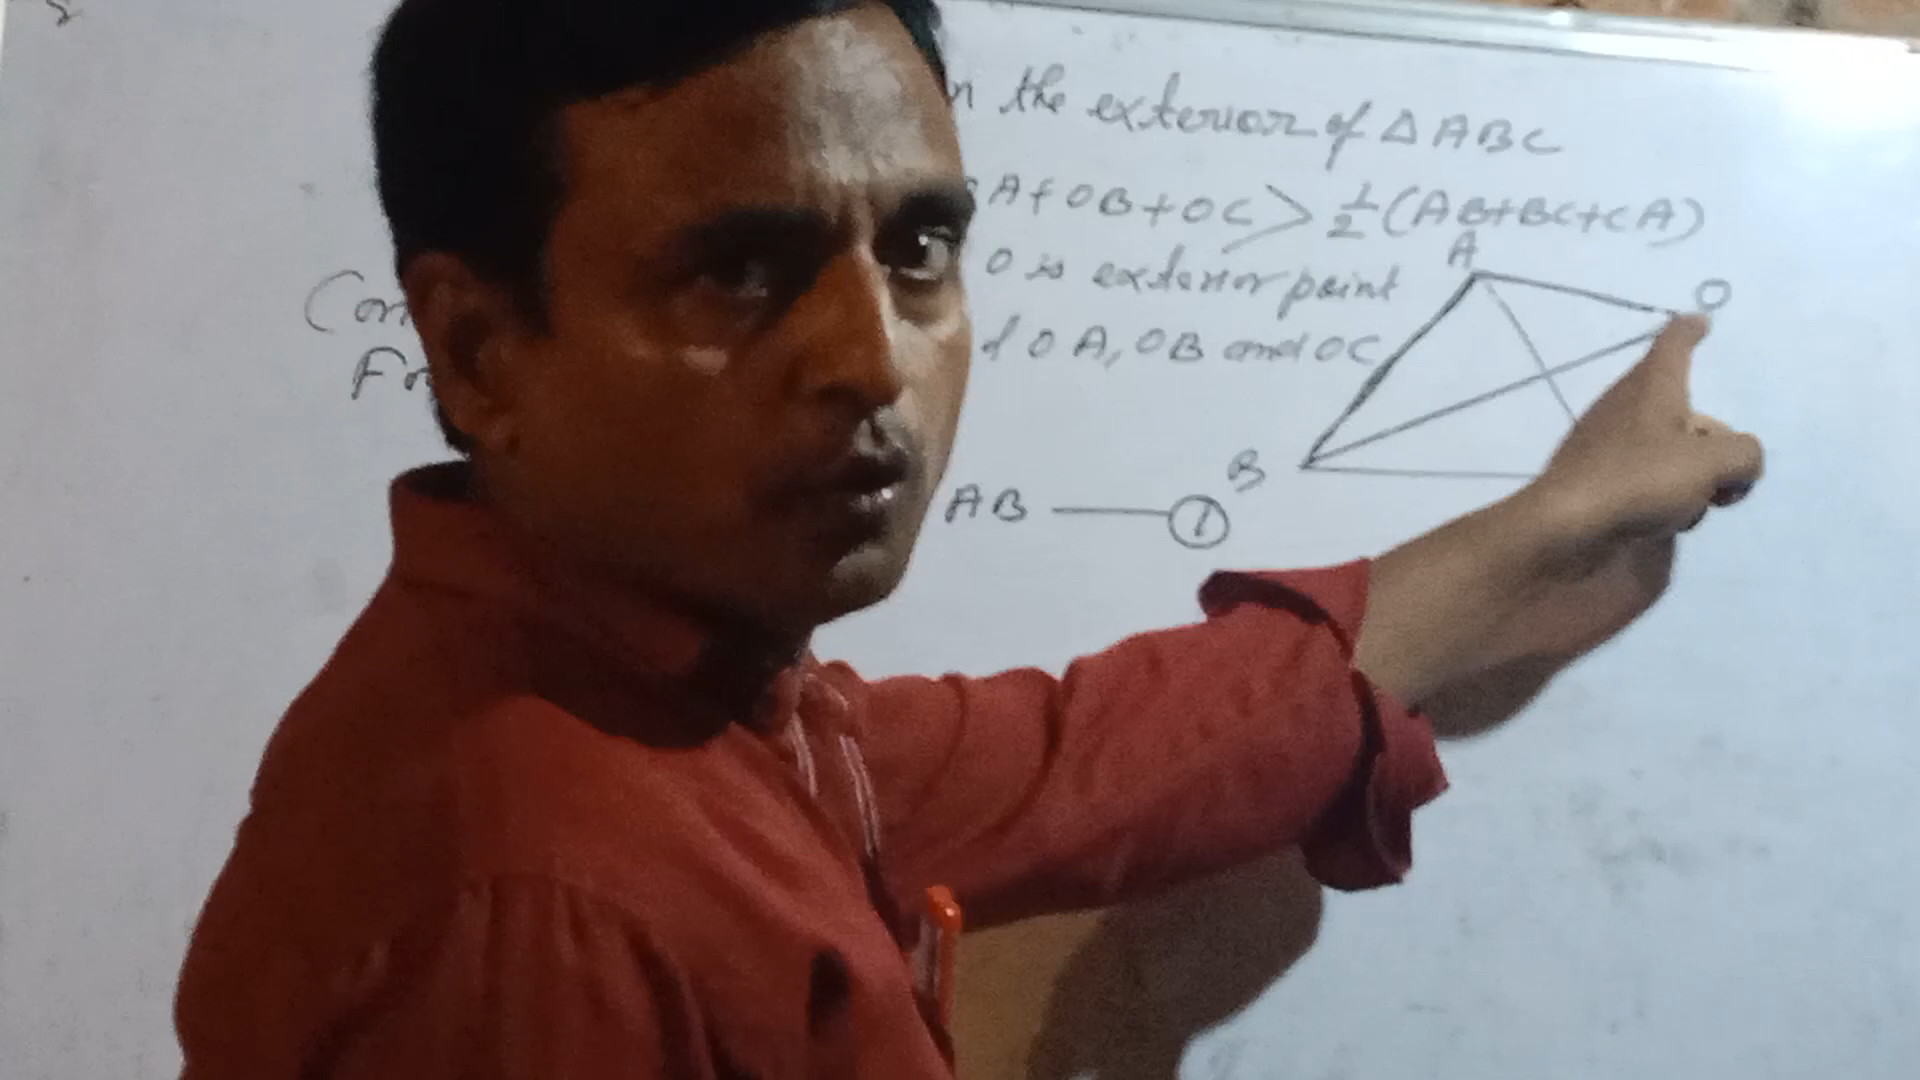 the exterior of △ABC
A+OB+OC > 1/2 (AB+BC+CA)
O is exterior point
OA, OB and OC
A
O
B
AB — ①